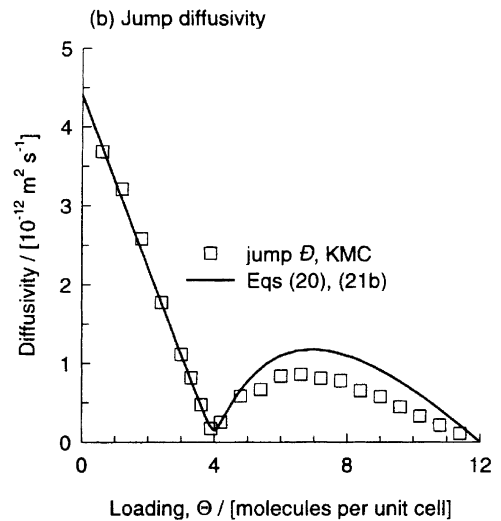 (b) Jump diffusivity
5
4
3
2
1
0
Diffusivity / [10⁻¹² m² s⁻¹]
jump Đ, KMC
Eqs (20), (21b)
0 4 8 12
Loading, Θ / [molecules per unit cell]